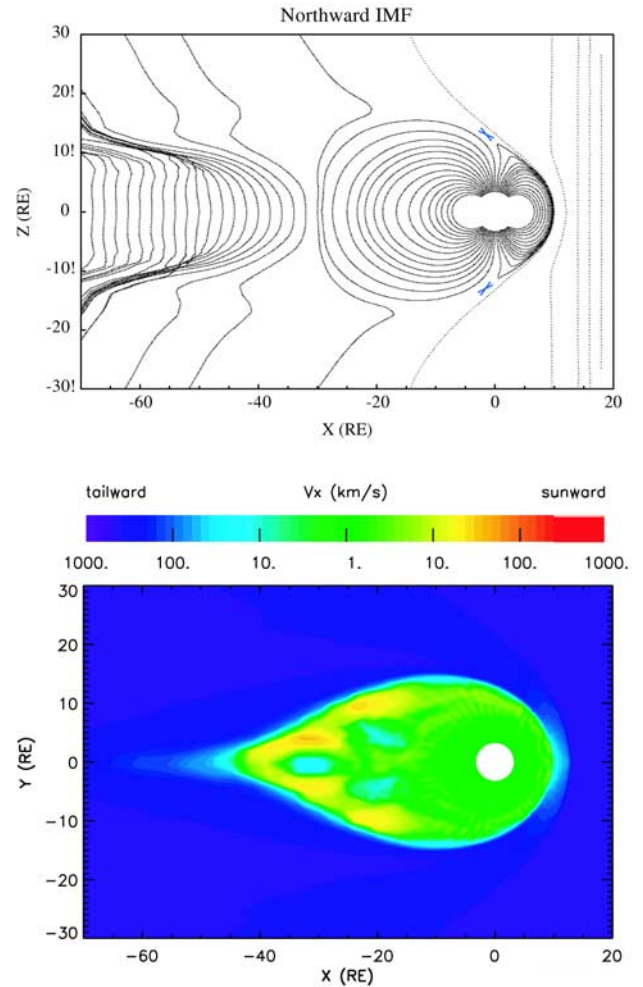 Northward IMF
30
20!
10!
0
-10!
-20
-30!
Z (RE)
-60 -40 -20 0 20
X (RE)
tailward Vx (km/s) sunward
1000. 100. 10. 1. 10. 100. 1000.
30
20
10
0
-10
-20
-30
Y (RE)
-60 -40 -20 0 20
X (RE)